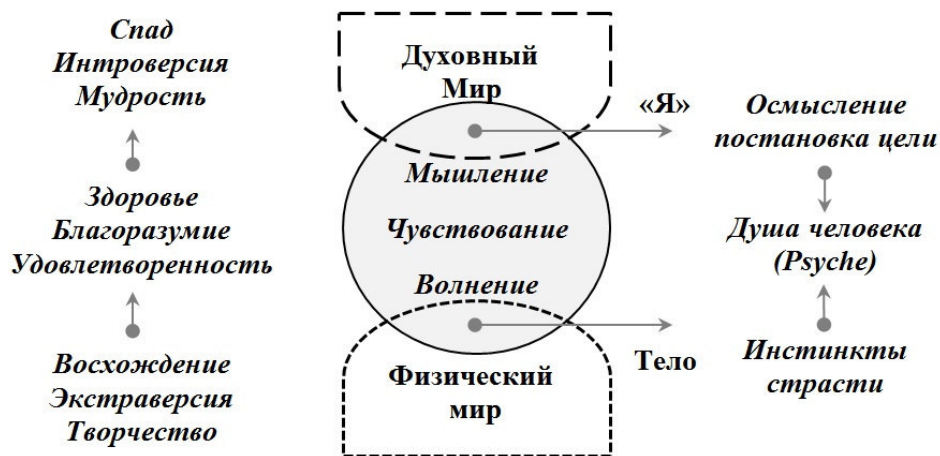 Спад
Интроверсия
Мудрость
Здоровье
Благоразумие
Удовлетворенность
Восхождение
Экстраверсия
Творчество
Духовный
Мир
Мышление
Чувствование
Волнение
Физический
мир
«Я»
Тело
Осмысление
постановка цели
Душа человека
(Psyche)
Инстинкты
страсти